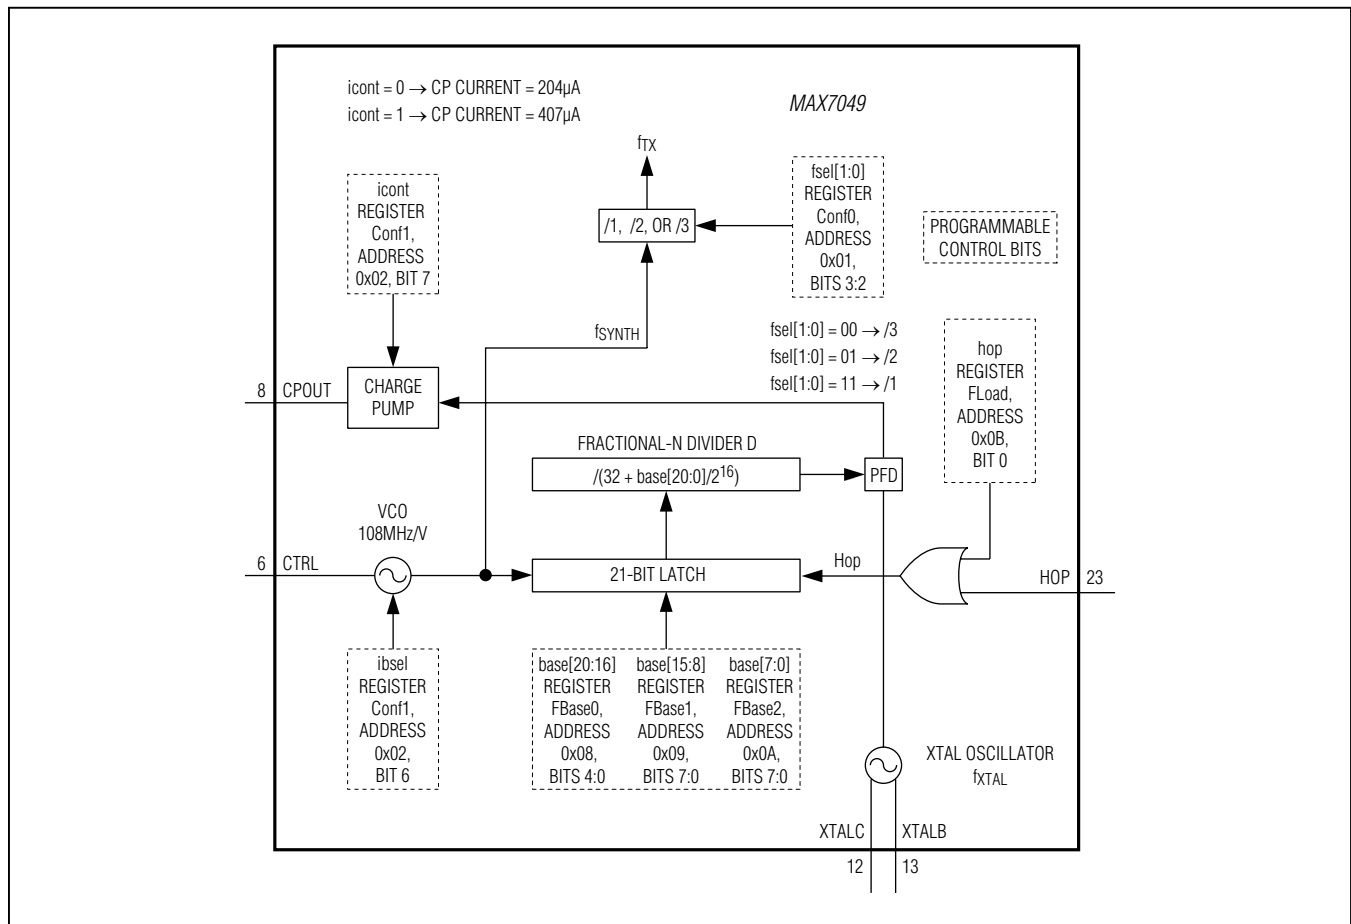 icont = 0 → CP CURRENT = 204µA
icont = 1 → CP CURRENT = 407µA
MAX7049
fTX
icont
REGISTER
Conf1,
ADDRESS
0x02, BIT 7
/1, /2, OR /3
fsel[1:0]
REGISTER
Conf0,
ADDRESS
0x01,
BITS 3:2
PROGRAMMABLE
CONTROL BITS
fSYNTH
fsel[1:0] = 00 → /3
fsel[1:0] = 01 → /2
fsel[1:0] = 11 → /1
hop
REGISTER
FLoad,
ADDRESS
0x0B,
BIT 0
8 CPOUT
CHARGE
PUMP
FRACTIONAL-N DIVIDER D
/(32 + base[20:0]/2^16)
PFD
VCO
108MHz/V
6 CTRL
21-BIT LATCH
Hop
HOP 23
ibsel
REGISTER
Conf1,
ADDRESS
0x02,
BIT 6
base[20:16]
REGISTER
FBase0,
ADDRESS
0x08,
BITS 4:0
base[15:8]
REGISTER
FBase1,
ADDRESS
0x09,
BITS 7:0
base[7:0]
REGISTER
FBase2,
ADDRESS
0x0A,
BITS 7:0
XTAL OSCILLATOR
fXTAL
XTALC XTALB
12 13